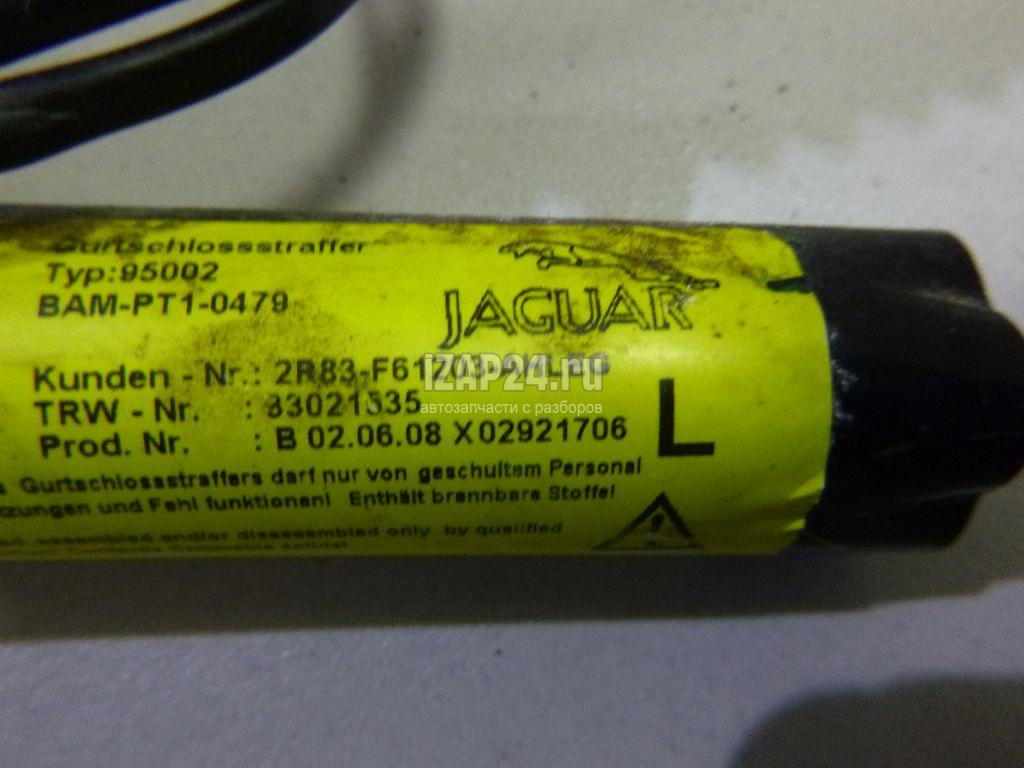 Gurtschlossstraffer
Typ:95002
BAM-PT1-0479
JAGUAR
Kunden - Nr.: 2R83-F61203-AHLEG
TRW - Nr. : 33021535
Prod. Nr. : B 02.06.08 X02921706
L
Gurtschlossstraffers darf nur von geschultem Personal
und Fehl funktionen! Enthält brennbare Stoffe!
assembled and/or disassembled only by qualified
iZAP24.ru
автозапчасти с разборов